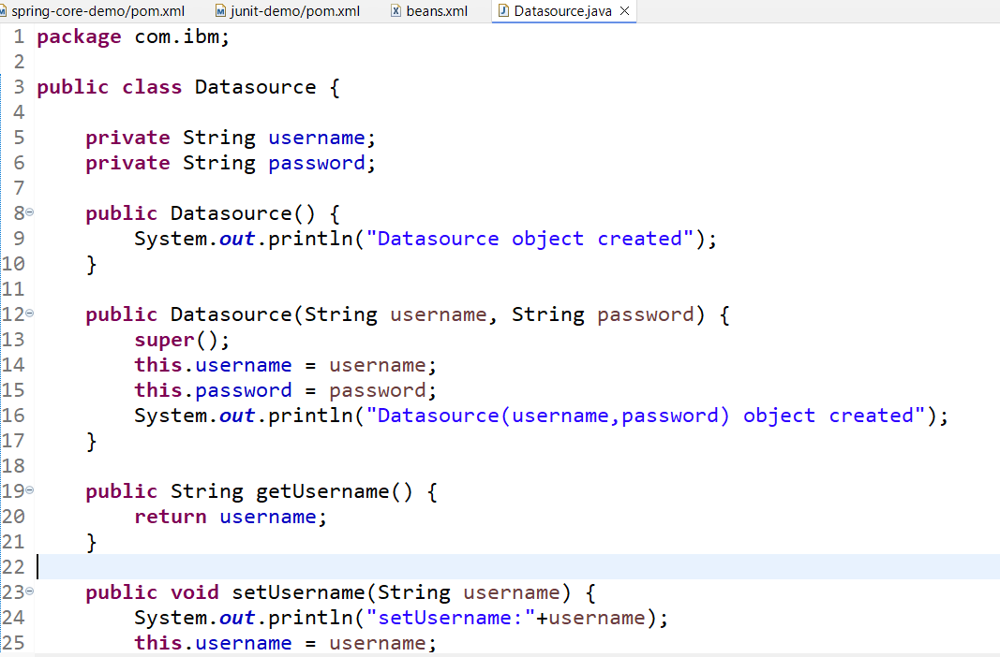 spring-core-demo/pom.xml junit-demo/pom.xml beans.xml Datasource.java
1 package com.ibm;
2
3 public class Datasource {
4
5     private String username;
6     private String password;
7
8     public Datasource() {
9         System.out.println("Datasource object created");
10     }
11
12     public Datasource(String username, String password) {
13         super();
14         this.username = username;
15         this.password = password;
16         System.out.println("Datasource(username,password) object created");
17     }
18
19     public String getUsername() {
20         return username;
21     }
22
23     public void setUsername(String username) {
24         System.out.println("setUsername:"+username);
25         this.username = username;